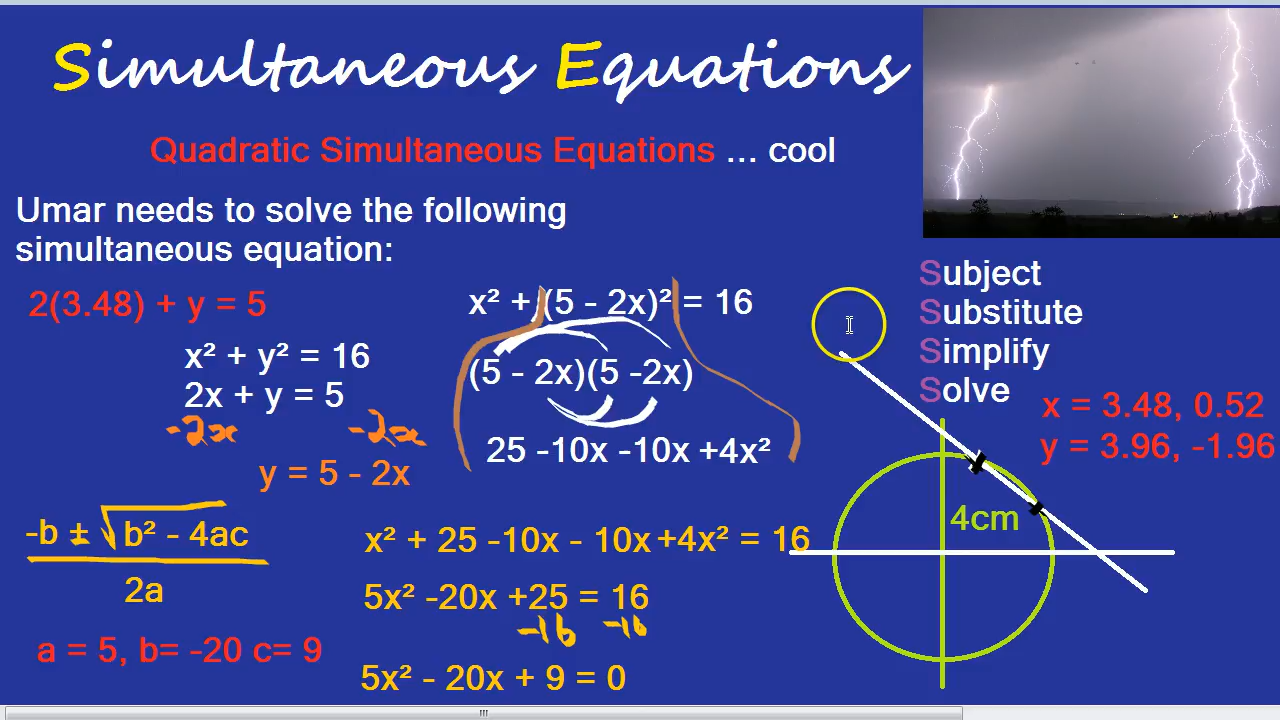 Simultaneous Equations
Quadratic Simultaneous Equations ... cool
Umar needs to solve the following
simultaneous equation:
2(3.48) + y = 5
x² + y² = 16
2x + y = 5
-2x -2x
y = 5 - 2x
-b ± √b² - 4ac
2a
a = 5, b= -20 c= 9
x² + (5 - 2x)² = 16
(5 - 2x)(5 -2x)
25 -10x -10x +4x²
x² + 25 -10x - 10x +4x² = 16
5x² -20x +25 = 16
-16 -16
5x² - 20x + 9 = 0
Subject
Substitute
Simplify
Solve
x = 3.48, 0.52
y = 3.96, -1.96
4cm